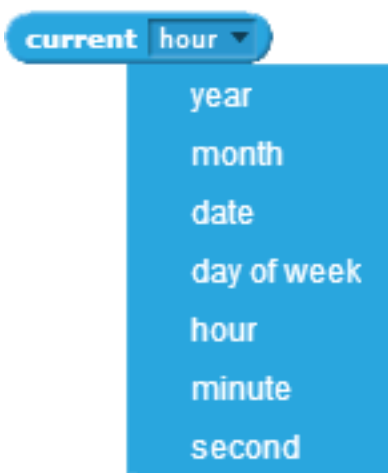 current hour
year
month
date
day of week
hour
minute
second